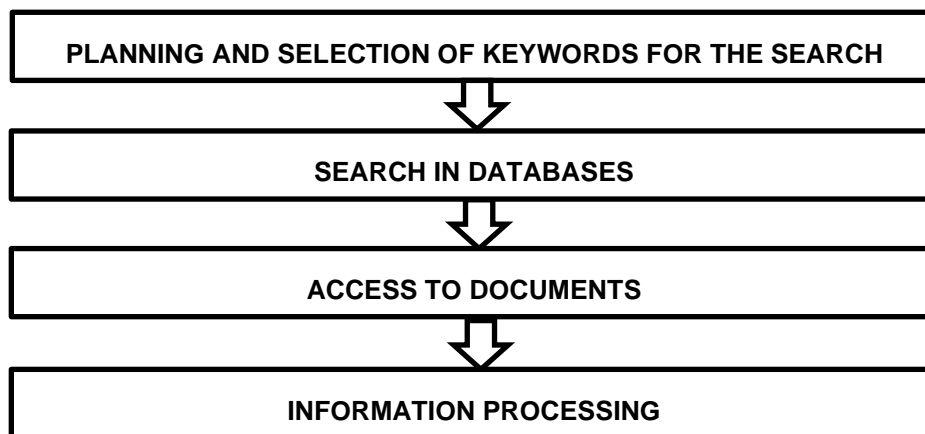 PLANNING AND SELECTION OF KEYWORDS FOR THE SEARCH
SEARCH IN DATABASES
ACCESS TO DOCUMENTS
INFORMATION PROCESSING